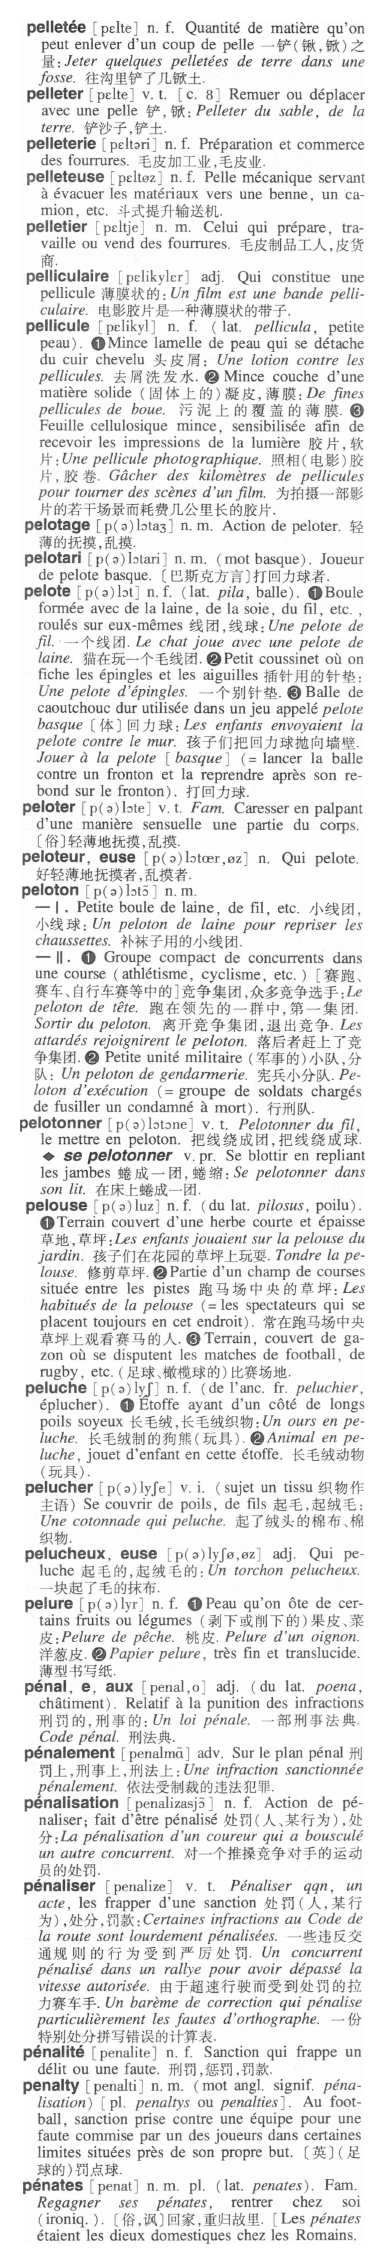 pelletée [pɛlte] n. f. Quantité de matière qu'on
peut enlever d'un coup de pelle 一铲(锹,锨)之
量: Jeter quelques pelletées de terre dans une
fosse. 往沟里铲了几锨土.
pelleter [pɛlte] v. t. [c. 8] Remuer ou déplacer
avec une pelle 铲,锨: Pelleter du sable, de la
terre. 铲沙子,铲土.
pelleterie [pɛltəri] n. f. Préparation et commerce
des fourrures. 毛皮加工业,毛皮业.
pelleteuse [pɛltøz] n. f. Pelle mécanique servant
à évacuer les matériaux vers une benne, un ca-
mion, etc. 斗式提升输送机.
pelletier [pɛltje] n. m. Celui qui prépare, tra-
vaille ou vend des fourrures. 毛皮制品工人,皮货
商.
pelliculaire [pɛlikylɛr] adj. Qui constitue une
pellicule 薄膜状的: Un film est une bande pelli-
culaire. 电影胶片是一种薄膜状的带子.
pellicule [pɛlikyl] n. f. (lat. pellicula, petite
peau). ❶ Mince lamelle de peau qui se détache
du cuir chevelu 头皮屑: Une lotion contre les
pellicules. 去屑洗发水. ❷ Mince couche d'une
matière solide (固体上的)凝皮,薄膜: De fines
pellicules de boue. 污泥上的覆盖的薄膜. ❸
Feuille cellulosique mince, sensibilisée afin de
recevoir les impressions de la lumière 胶片,软
片: Une pellicule photographique. 照相(电影)胶
片,胶卷. Gâcher des kilomètres de pellicules
pour tourner des scènes d'un film. 为拍摄一部影
片的若干场景而耗费几公里长的胶片.
pelotage [p(ə)lɔtaʒ] n. m. Action de peloter. 轻
薄的抚摸,乱摸.
pelotari [p(ə)lɔtari] n. m. (mot basque). Joueur
de pelote basque. [巴斯克方言]打回力球者.
pelote [p(ə)lɔt] n. f. (lat. pila, balle). ❶ Boule
formée avec de la laine, de la soie, du fil, etc.,
roulés sur eux-mêmes 线团,线球: Une pelote de
fil. 一个线团. Le chat joue avec une pelote de
laine. 猫在玩一个毛线团. ❷ Petit coussinet où on
fiche les épingles et les aiguilles 插针用的针垫:
Une pelote d'épingles. 一个别针垫. ❸ Balle de
caoutchouc dur utilisée dans un jeu appelé pelote
basque [体]回力球: Les enfants envoyaient la
pelote contre le mur. 孩子们把回力球抛向墙壁.
Jouer à la pelote [basque] (= lancer la balle
contre un fronton et la reprendre après son re-
bond sur le fronton). 打回力球.
peloter [p(ə)lɔte] v. t. Fam. Caresser en palpant
d'une manière sensuelle une partie du corps.
[俗]轻薄地抚摸,乱摸.
peloteur, euse [p(ə)lɔtœr,øz] n. Qui pelote.
好轻薄地抚摸者,乱摸者.
peloton [p(ə)lɔtɔ̃] n. m.
— I. Petite boule de laine, de fil, etc. 小线团,
小线球: Un peloton de laine pour repriser les
chaussettes. 补袜子用的小线团.
— II. ❶ Groupe compact de concurrents dans
une course (athlétisme, cyclisme, etc.) [赛跑、
赛车、自行车赛等中的]竞争集团,众多竞争选手: Le
peloton de tête. 跑在领先的一群中,第一集团.
Sortir du peloton. 离开竞争集团,退出竞争. Les
attardés rejoignirent le peloton. 落后者赶上了竞
争集团. ❷ Petite unité militaire (军事的)小队,分
队: Un peloton de gendarmerie. 宪兵小分队. Pe-
loton d'exécution (= groupe de soldats chargés
de fusiller un condamné à mort). 行刑队.
pelotonner [p(ə)lɔtɔne] v. t. Pelotonner du fil,
le mettre en peloton. 把线绕成团,把线绕成球.
◆ se pelotonner v. pr. Se blottir en repliant
les jambes 蜷成一团,蜷缩: Se pelotonner dans
son lit. 在床上蜷成一团.
pelouse [p(ə)luz] n. f. (du lat. pilosus, poilu).
❶ Terrain couvert d'une herbe courte et épaisse
草地,草坪: Les enfants jouaient sur la pelouse du
jardin. 孩子们在花园的草坪上玩耍. Tondre la pe-
louse. 修剪草坪. ❷ Partie d'un champ de courses
située entre les pistes 跑马场中央的草坪: Les
habitués de la pelouse (= les spectateurs qui se
placent toujours en cet endroit). 常在跑马场中央
草坪上观看赛马的人. ❸ Terrain, couvert de ga-
zon où se disputent les matches de football, de
rugby, etc. (足球、橄榄球的)比赛场地.
peluche [p(ə)lyʃ] n. f. (de l'anc. fr. peluchier,
éplucher). ❶ Étoffe ayant d'un côté de longs
poils soyeux 长毛绒,长毛绒织物: Un ours en pe-
luche. 长毛绒制的狗熊(玩具). ❷ Animal en pe-
luche, jouet d'enfant en cette étoffe. 长毛绒动物
(玩具).
pelucher [p(ə)lyʃe] v. i. (sujet un tissu 织物作
主语) Se couvrir de poils, de fils 起毛,起绒毛:
Une cotonnade qui peluche. 起了绒头的棉布、棉
织物.
pelucheux, euse [p(ə)lyʃø,øz] adj. Qui pe-
luche 起毛的,起绒毛的: Un torchon pelucheux.
一块起了毛的抹布.
pelure [p(ə)lyr] n. f. ❶ Peau qu'on ôte de cer-
tains fruits ou légumes (剥下或削下的)果皮、菜
皮: Pelure de pêche. 桃皮. Pelure d'un oignon.
洋葱皮. ❷ Papier pelure, très fin et translucide.
薄型书写纸.
pénal, e, aux [penal,o] adj. (du lat. poena,
châtiment). Relatif à la punition des infractions
刑罚的,刑事的: Un loi pénale. 一部刑事法典.
Code pénal. 刑法典.
pénalement [penalmɑ̃] adv. Sur le plan pénal 刑
罚上,刑事上,刑法上: Une infraction sanctionnée
pénalement. 依法受制裁的违法犯罪.
pénalisation [penalizasjɔ̃] n. f. Action de pé-
naliser; fait d'être pénalisé 处罚(人、某行为),处
分: La pénalisation d'un coureur qui a bousculé
un autre concurrent. 对一个推搡竞争对手的运动
员的处罚.
pénaliser [penalize] v. t. Pénaliser qqn, un
acte, les frapper d'une sanction 处罚(人,某行
为),处分,罚款: Certaines infractions au Code de
la route sont lourdement pénalisées. 一些违反交
通规则的行为受到严厉处罚. Un concurrent
pénalisé dans un rallye pour avoir dépassé la
vitesse autorisée. 由于超速行驶而受到处罚的拉
力赛车手. Un barème de correction qui pénalise
particulièrement les fautes d'orthographe. 一份
特别处分拼写错误的计算表.
pénalité [penalite] n. f. Sanction qui frappe un
délit ou une faute. 刑罚,惩罚,罚款.
penalty [penalti] n. m. (mot angl. signif. péna-
lisation) [pl. penaltys ou penalties]. Au foot-
ball, sanction prise contre une équipe pour une
faute commise par un des joueurs dans certaines
limites situées près de son propre but. [英](足
球的)罚点球.
pénates [penat] n. m. pl. (lat. penates). Fam.
Regagner ses pénates, rentrer chez soi
(ironiq.). [俗,讽]回家,重归故里. [Les pénates
étaient les dieux domestiques chez les Romains.